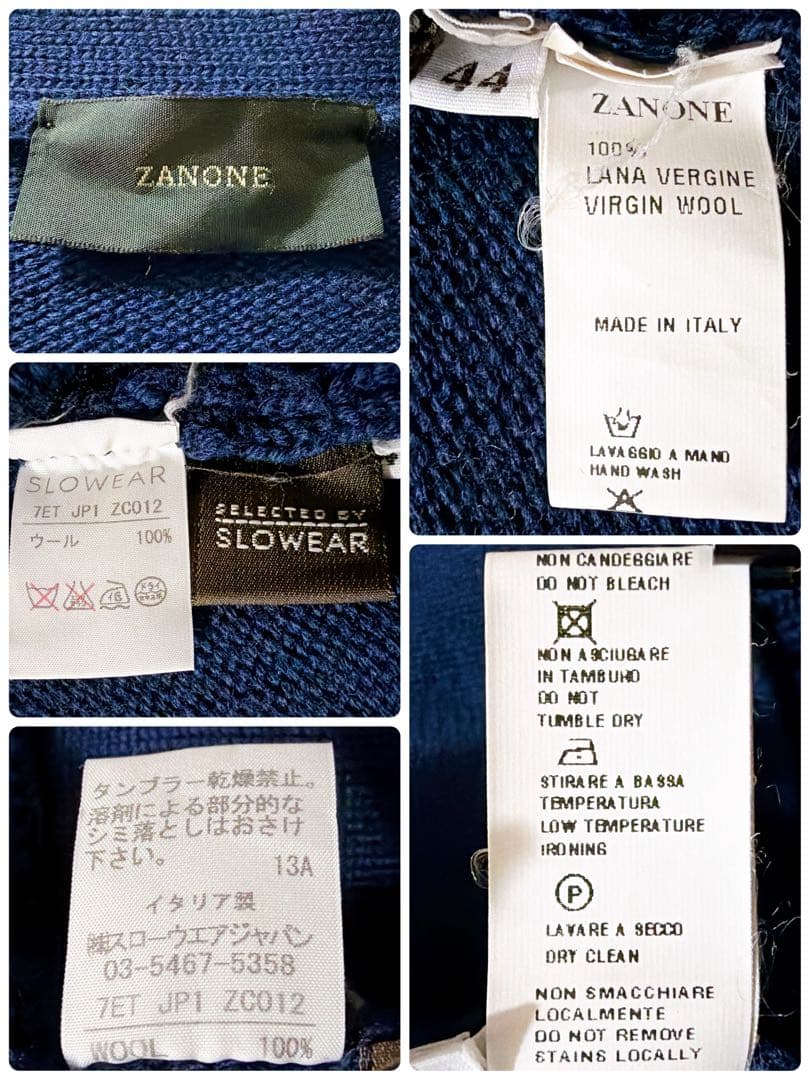 ZANONE
44
ZANONE
100%
LANA VERGINE
VIRGIN WOOL
MADE IN ITALY
LAVAGGIO A MANO
HAND WASH
SLOWEAR
7ET JP1 ZC012
ウール 100%
SELECTED BY
SLOWEAR
タンブラー乾燥禁止。
溶剤による部分的な
シミ落としはおさけ
下さい。
13A
イタリア製
㈱スローウエアジャパン
03-5467-5358
7ET JP1 ZC012
WOOL 100%
NON CANDEGGIARE
DO NOT BLEACH
NON ASCIUGARE
IN TAMBURO
DO NOT
TUMBLE DRY
STIRARE A BASSA
TEMPERATURA
LOW TEMPERATURE
IRONING
P
LAVARE A SECCO
DRY CLEAN
NON SMACCHIARE
LOCALMENTE
DO NOT REMOVE
STAINS LOCALLY